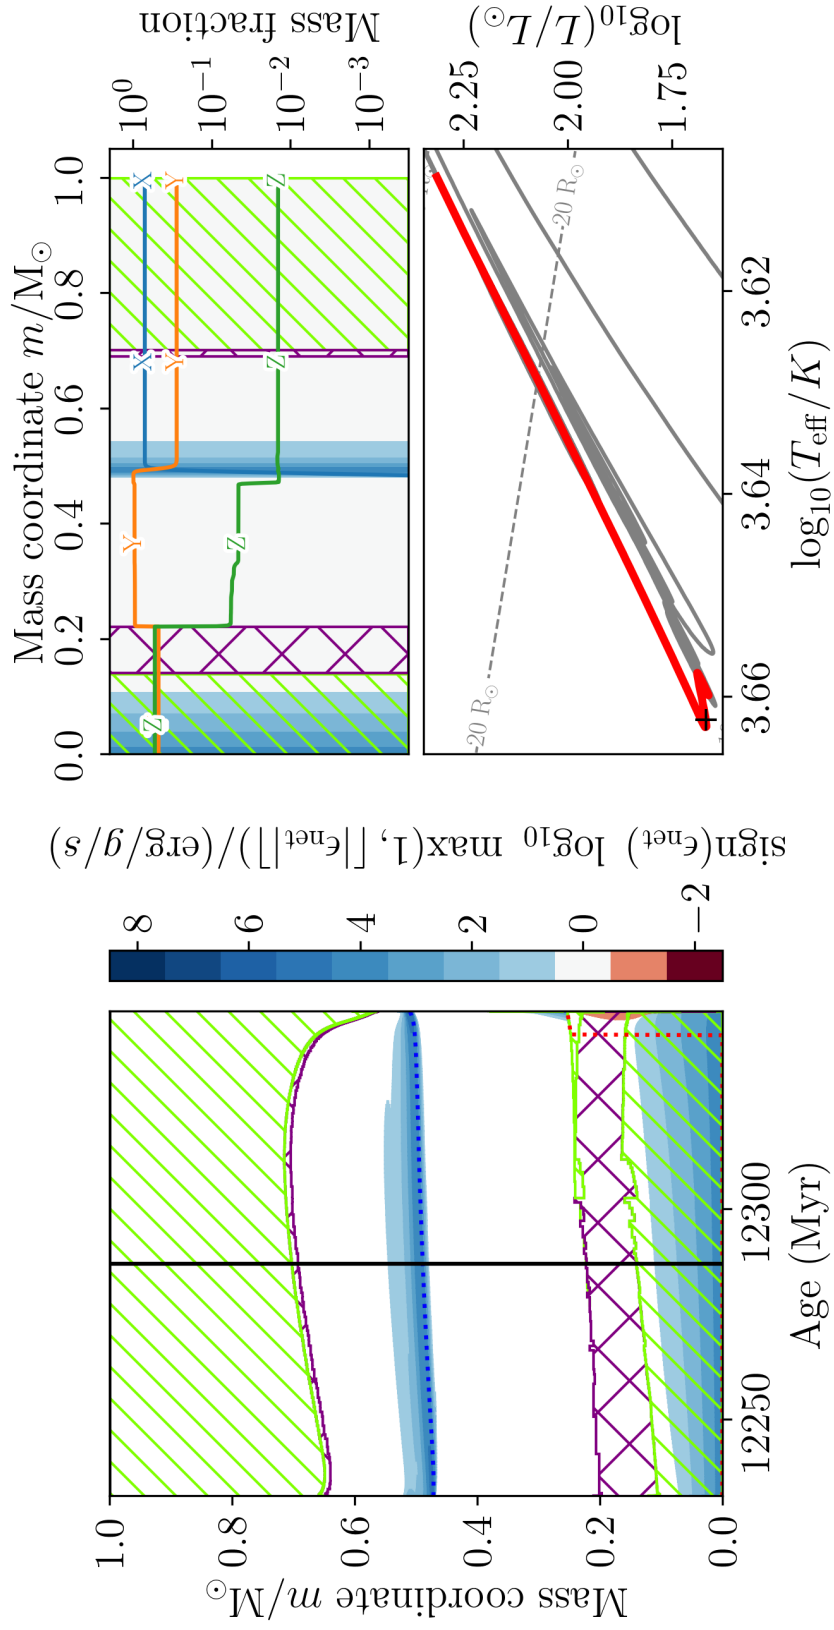 Mass coordinate m/M⊙
1.0
0.8
0.6
0.4
0.2
0.0
12250
12300
Age (Myr)
8
6
4
2
0
−2
sign(ϵnet) log10 max(1, ⌈|ϵnet|⌉)/(erg/g/s)
Mass coordinate m/M⊙
0.0
0.2
0.4
0.6
0.8
1.0
X
X
Y
Y
Y
Z
Z
Z
Z
10^0
10^−1
10^−2
10^−3
Mass fraction
20 R⊙
20 R⊙
2.25
2.00
1.75
log10(L/L⊙)
3.66
3.64
3.62
log10(Teff/K)